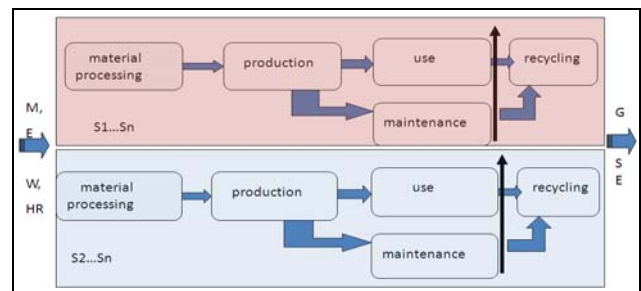 material
processing
production
use
recycling
maintenance
S1...Sn
M,
E
W,
HR
G
S
E
material
processing
production
use
recycling
maintenance
S2...Sn